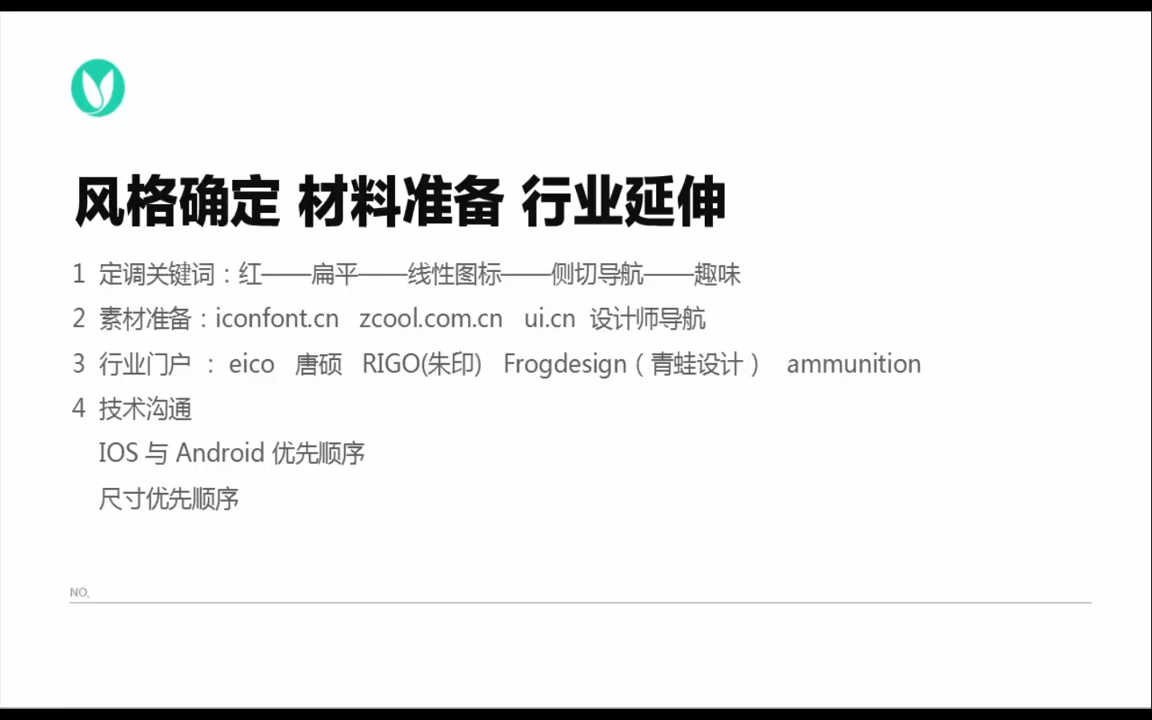 风格确定 材料准备 行业延伸
1 定调关键词：红——扁平——线性图标——侧切导航——趣味
2 素材准备：iconfont.cn zcool.com.cn ui.cn 设计师导航
3 行业门户 ： eico 唐硕 RIGO(朱印) Frogdesign（青蛙设计） ammunition
4 技术沟通
IOS 与 Android 优先顺序
尺寸优先顺序
NO,